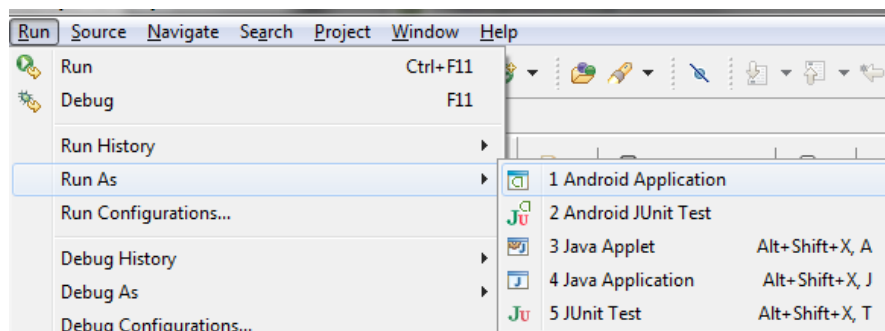 Run Source Navigate Search Project Window Help
Run Ctrl+F11
Debug F11
Run History
Run As
1 Android Application
Run Configurations...
2 Android JUnit Test
3 Java Applet Alt+Shift+X, A
Debug History
4 Java Application Alt+Shift+X, J
Debug As
5 JUnit Test Alt+Shift+X, T
Debug Configurations...